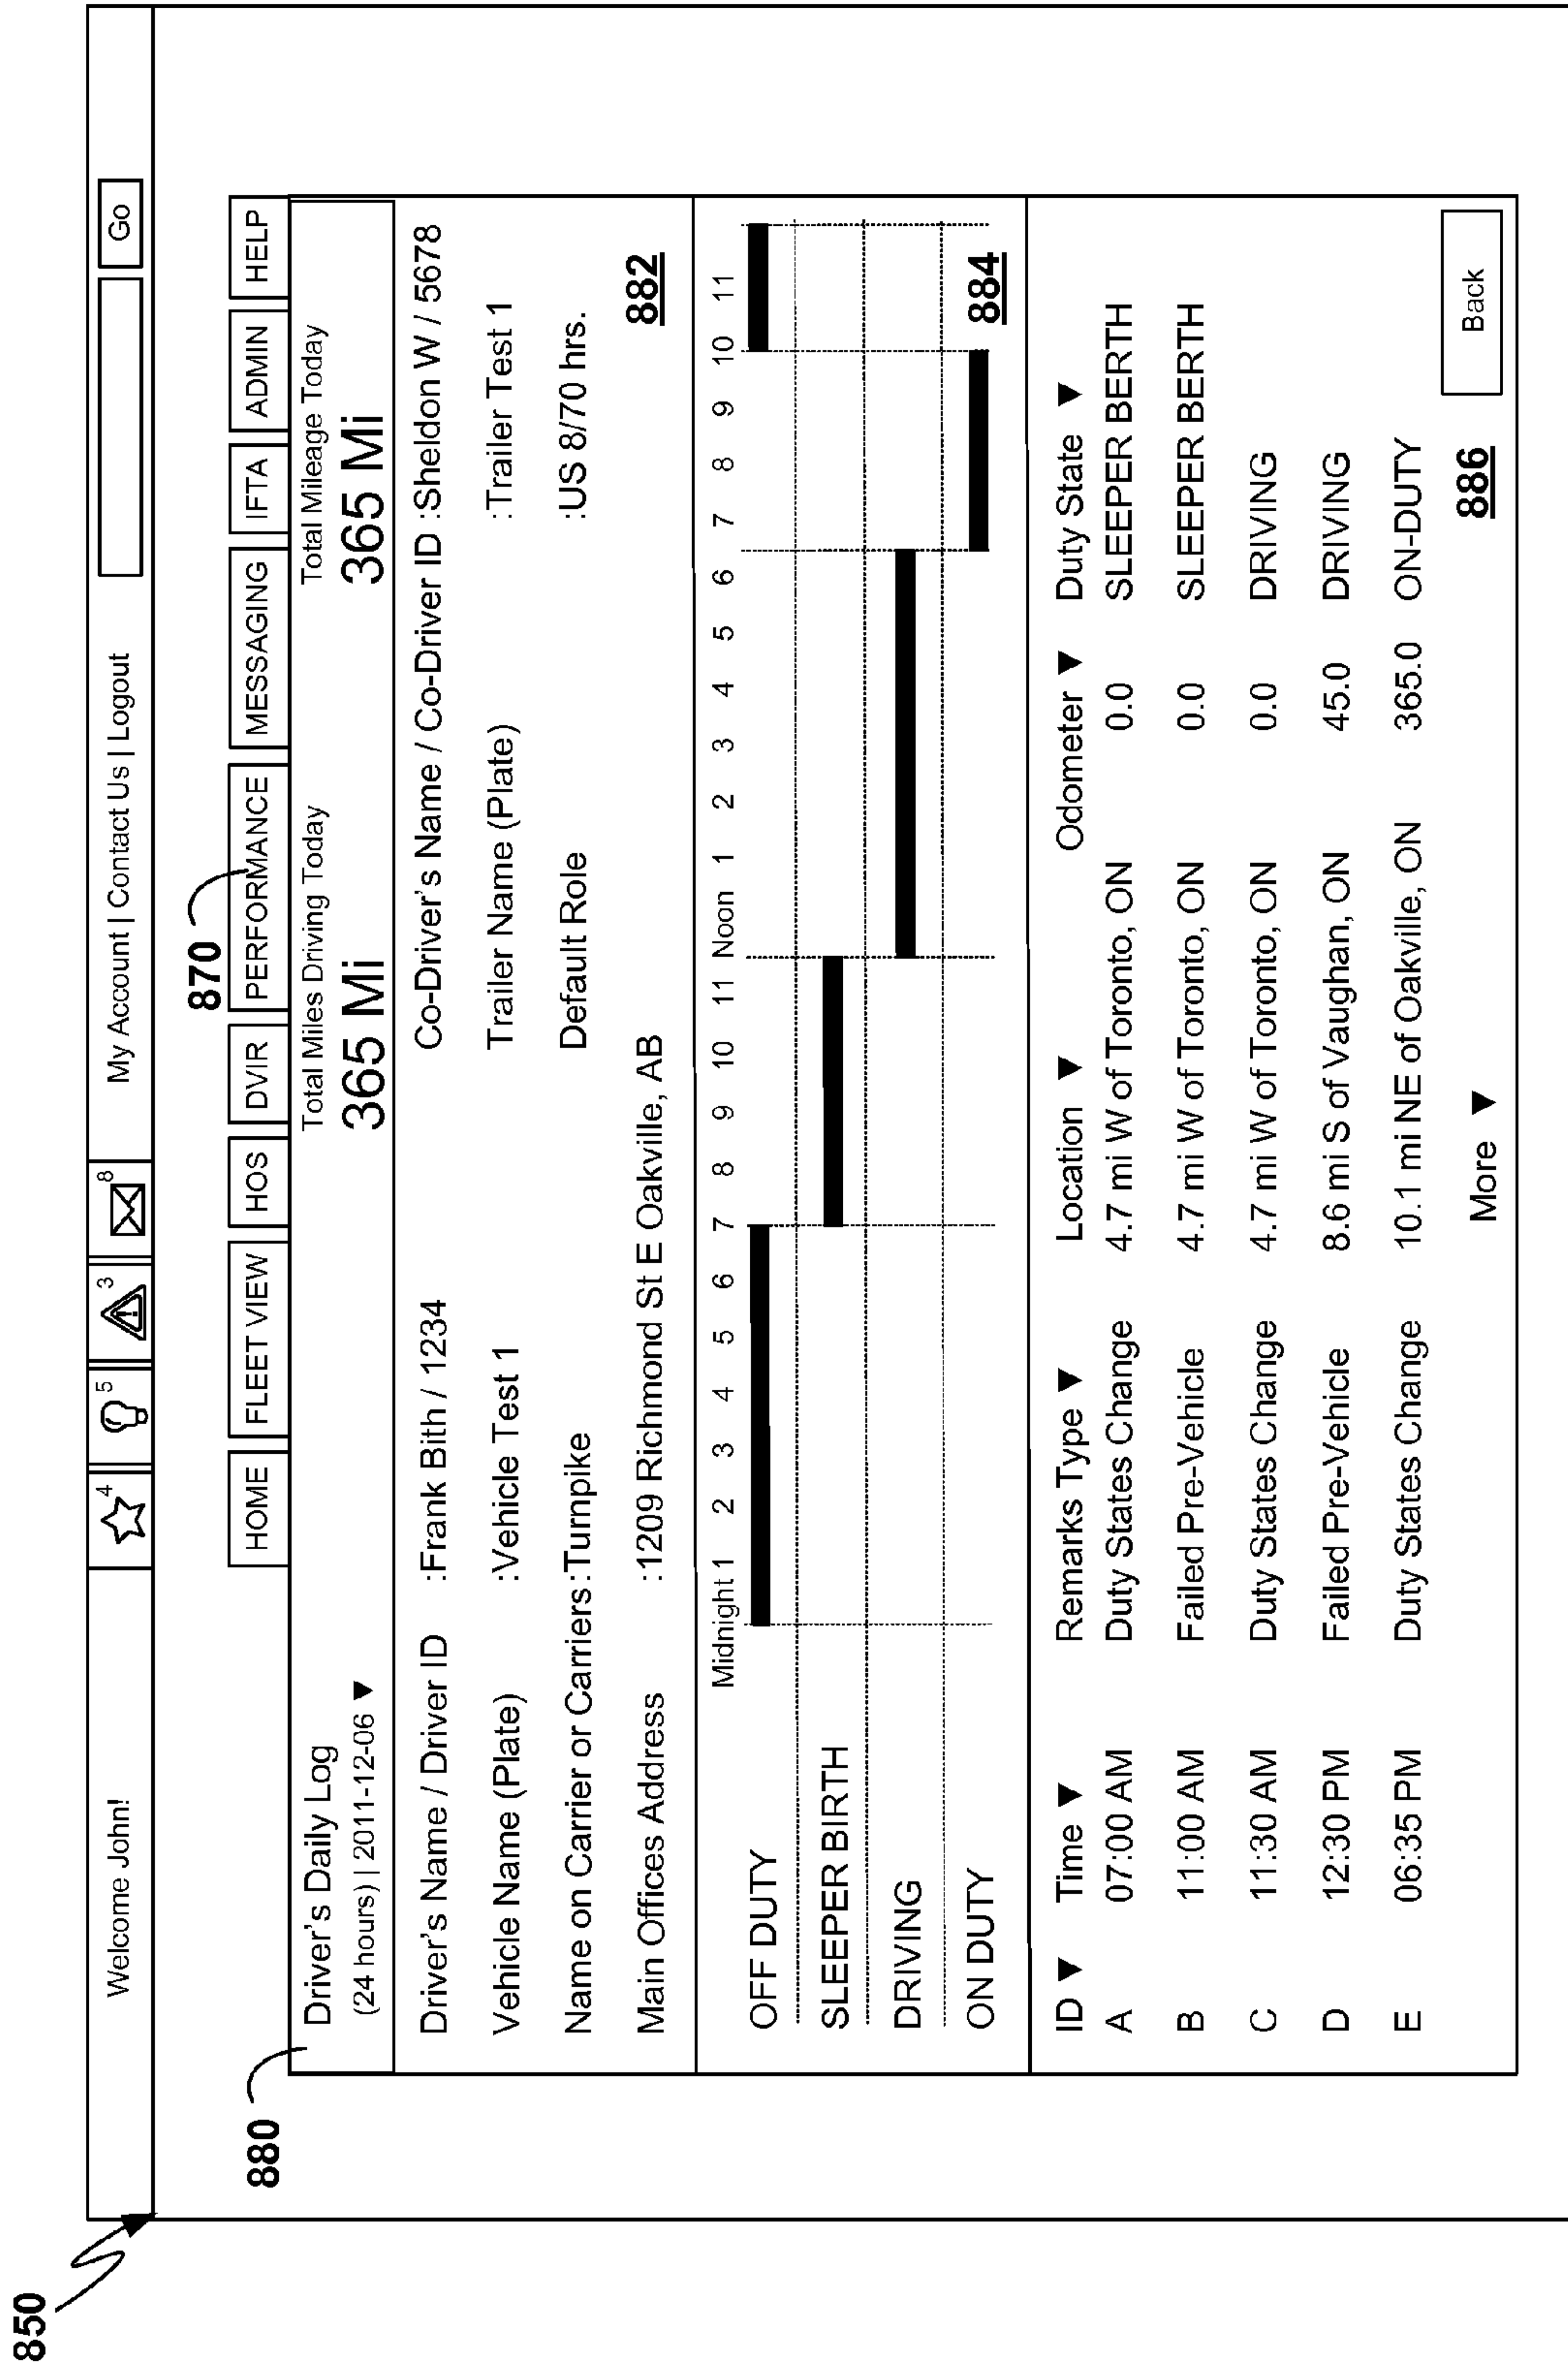 850
Welcome John!
4
5
3
8
My Account | Contact Us | Logout
Go
870
HOME
FLEET VIEW
HOS
DVIR
PERFORMANCE
MESSAGING
IFTA
ADMIN
HELP
880
Driver's Daily Log
(24 hours) | 2011-12-06 ▼
Total Miles Driving Today
365 Mi
Total Mileage Today
365 Mi
Driver's Name / Driver ID :Frank Bith / 1234 Co-Driver's Name / Co-Driver ID :Sheldon W / 5678
Vehicle Name (Plate) :Vehicle Test 1 Trailer Name (Plate) :Trailer Test 1
Name on Carrier or Carriers:Turnpike Default Role :US 8/70 hrs.
Main Offices Address :1209 Richmond St E Oakville, AB
882
Midnight 1 2 3 4 5 6 7 8 9 10 11 Noon 1 2 3 4 5 6 7 8 9 10 11
OFF DUTY
SLEEPER BIRTH
DRIVING
ON DUTY
884
ID ▼ Time ▼ Remarks Type ▼ Location ▼ Odometer ▼ Duty State ▼
A 07:00 AM Duty States Change 4.7 mi W of Toronto, ON 0.0 SLEEPER BERTH
B 11:00 AM Failed Pre-Vehicle 4.7 mi W of Toronto, ON 0.0 SLEEPER BERTH
C 11:30 AM Duty States Change 4.7 mi W of Toronto, ON 0.0 DRIVING
D 12:30 PM Failed Pre-Vehicle 8.6 mi S of Vaughan, ON 45.0 DRIVING
E 06:35 PM Duty States Change 10.1 mi NE of Oakville, ON 365.0 ON-DUTY
More ▼
886
Back